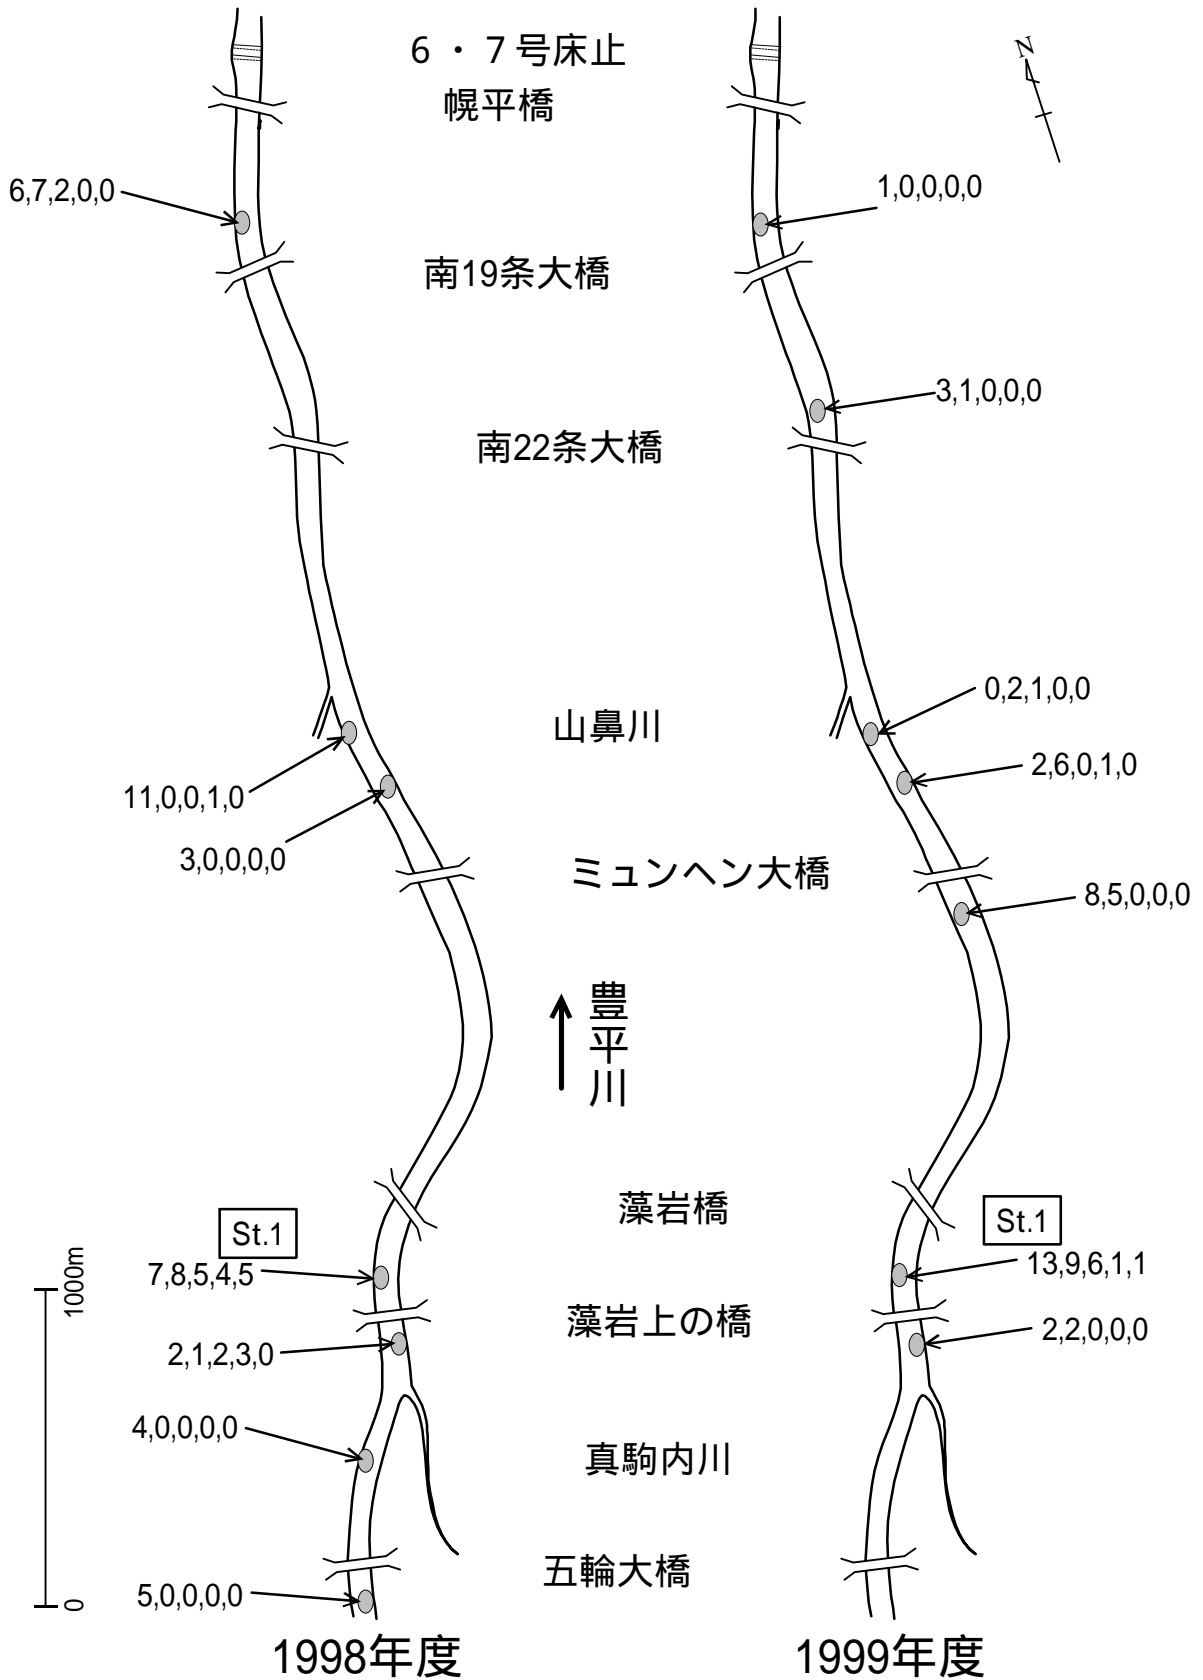 6・7号床止
N
幌平橋
6,7,2,0,0
1,0,0,0,0
南19条大橋
3,1,0,0,0
南22条大橋
0,2,1,0,0
山鼻川
2,6,0,1,0
11,0,0,1,0
3,0,0,0,0
ミュンヘン大橋
8,5,0,0,0
豊平川
藻岩橋
St.1
St.1
7,8,5,4,5
13,9,6,1,1
1000m
藻岩上の橋
2,1,2,3,0
2,2,0,0,0
4,0,0,0,0
真駒内川
五輪大橋
5,0,0,0,0
0
1998年度
1999年度